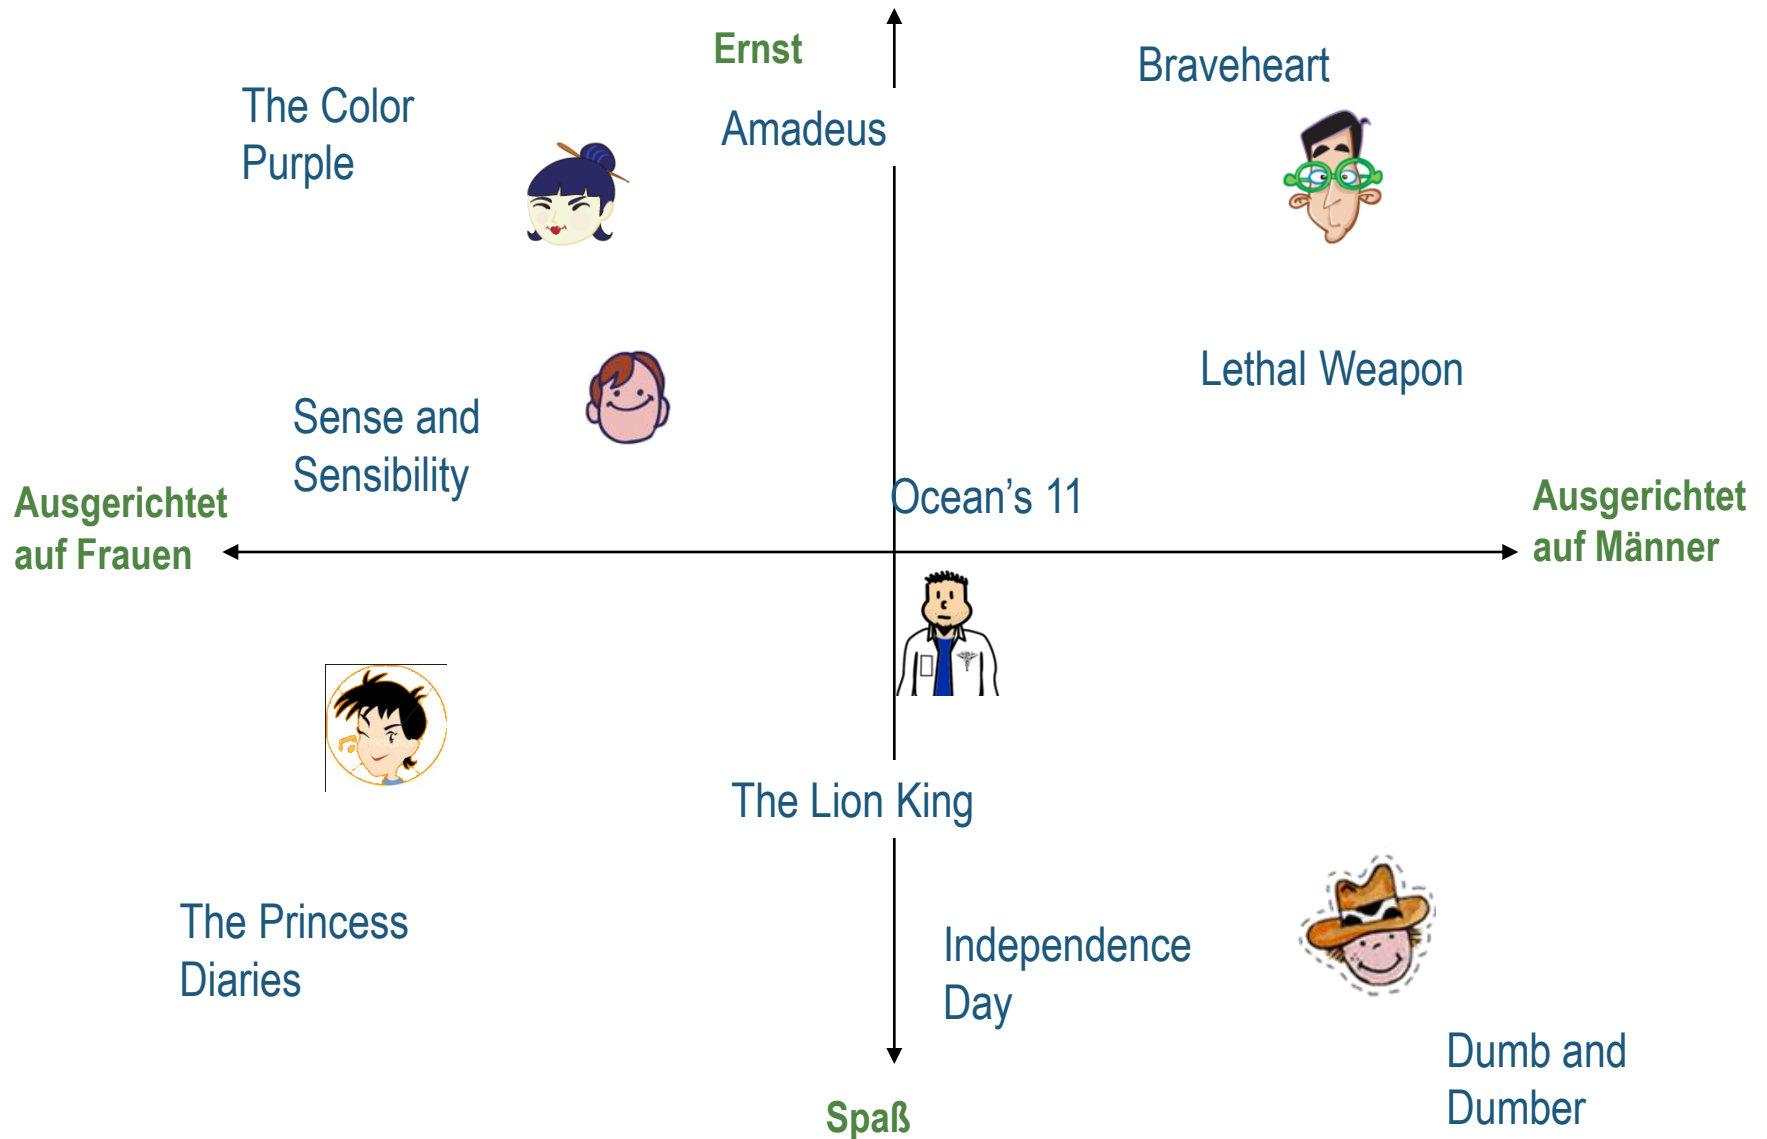 Ernst
Braveheart
The Color
Purple
Amadeus
Lethal Weapon
Sense and
Sensibility
Ausgerichtet
auf Frauen
Ocean’s 11
Ausgerichtet
auf Männer
The Lion King
The Princess
Diaries
Independence
Day
Dumb and
Dumber
Spaß